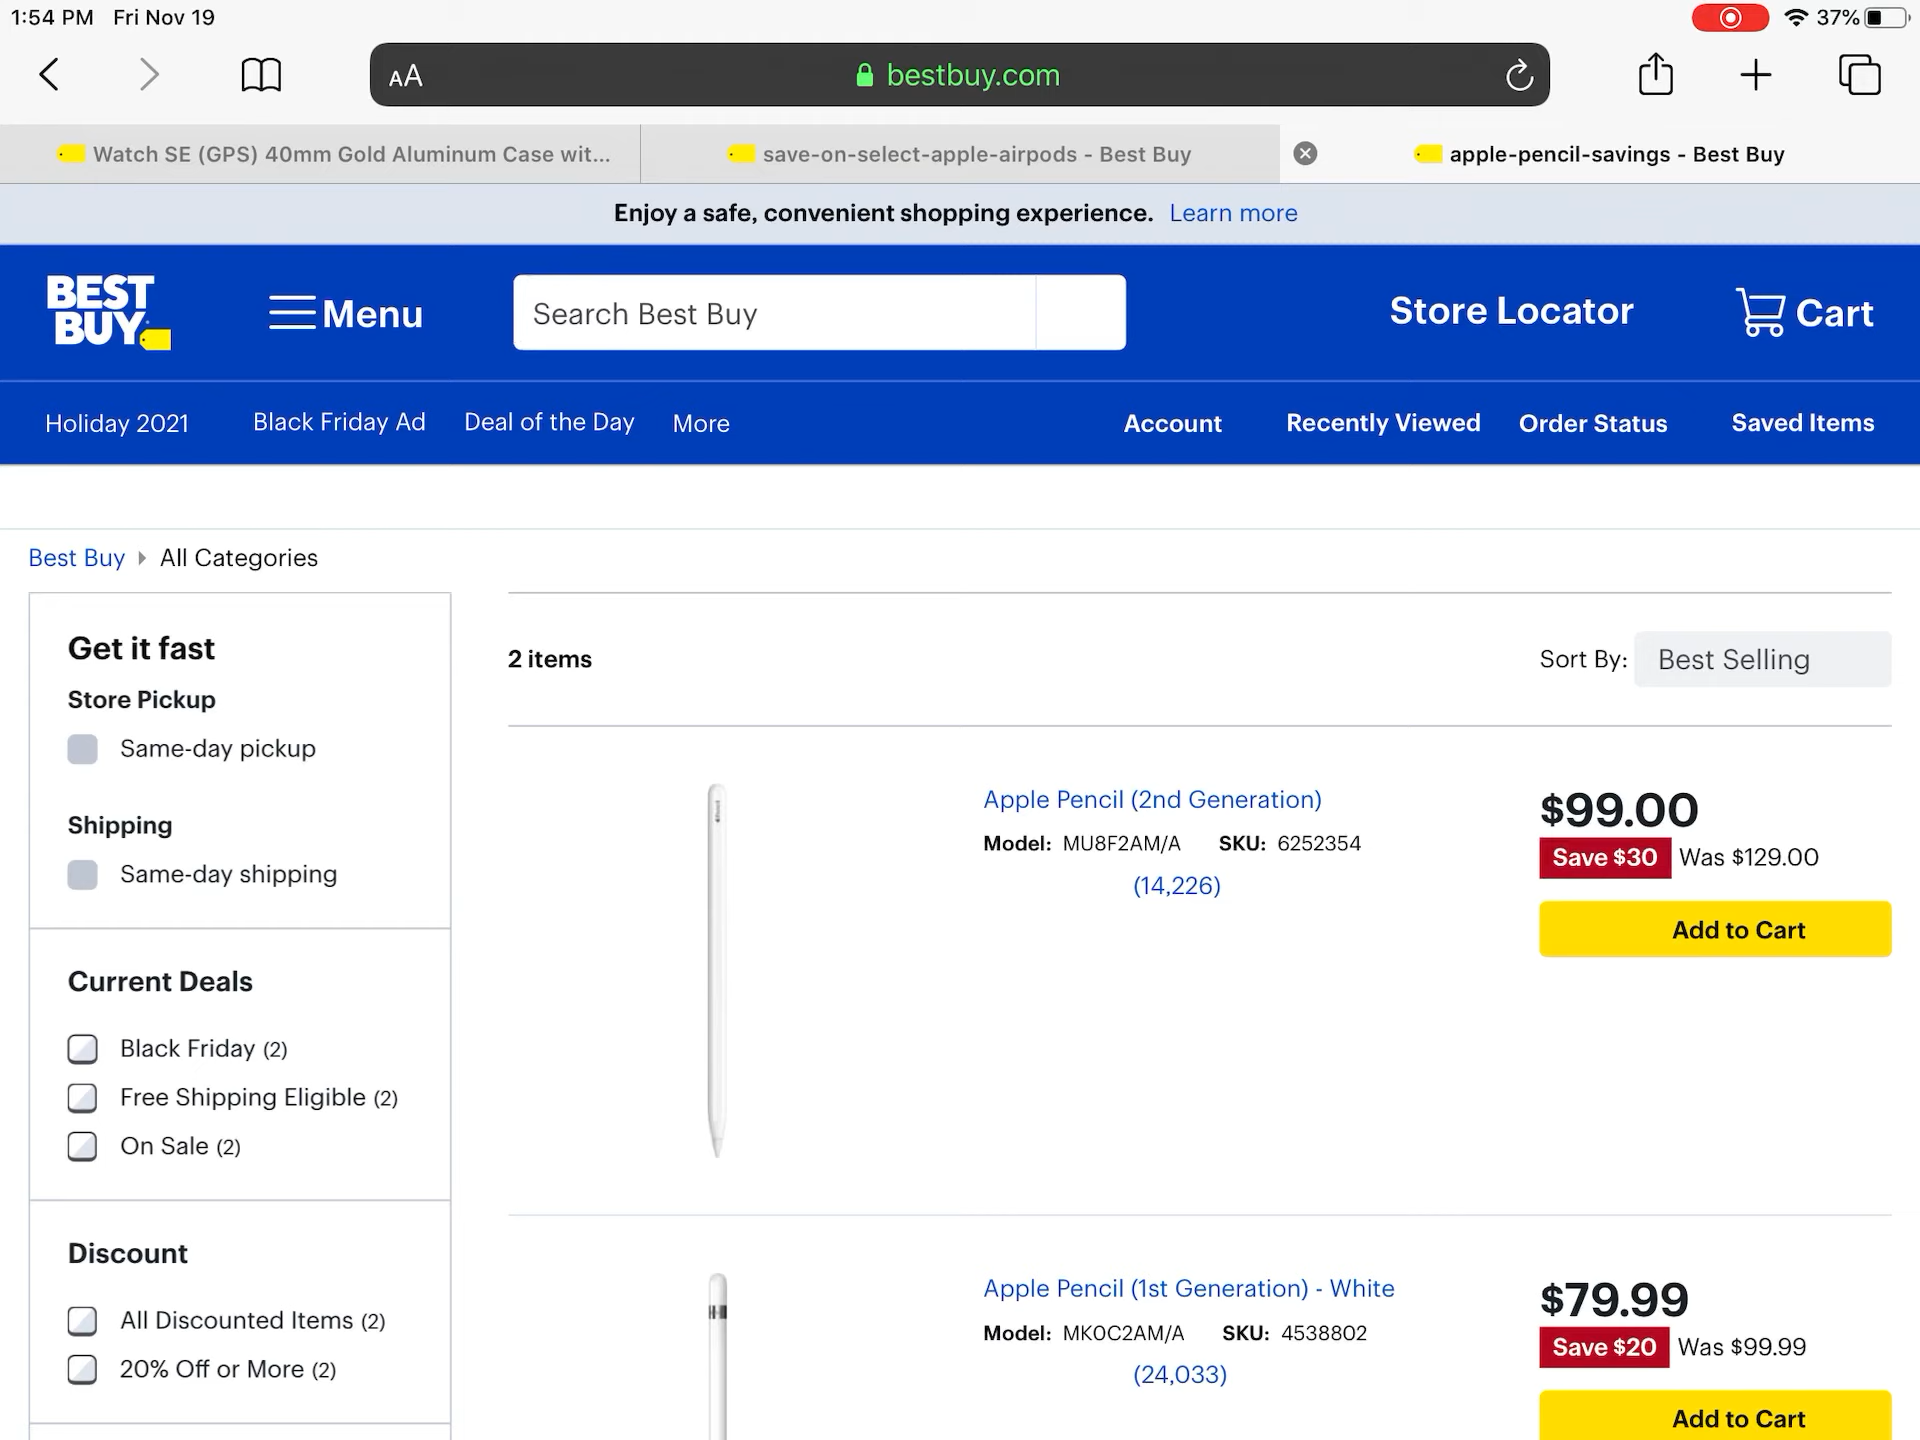 1:54 PM Fri Nov 19
37%
AA
bestbuy.com
Watch SE (GPS) 40mm Gold Aluminum Case wit...
save-on-select-apple-airpods - Best Buy
apple-pencil-savings - Best Buy
Enjoy a safe, convenient shopping experience. Learn more
BEST
BUY
Menu
Search Best Buy
Store Locator
Cart
Holiday 2021
Black Friday Ad
Deal of the Day
More
Account
Recently Viewed
Order Status
Saved Items
Best Buy
All Categories
Get it fast
Store Pickup
Same-day pickup
Shipping
Same-day shipping
Current Deals
Black Friday (2)
Free Shipping Eligible (2)
On Sale (2)
Discount
All Discounted Items (2)
20% Off or More (2)
2 items
Sort By: Best Selling
Apple Pencil (2nd Generation)
Model: MU8F2AM/A SKU: 6252354
(14,226)
$99.00
Save $30 Was $129.00
Add to Cart
Apple Pencil (1st Generation) - White
Model: MK0C2AM/A SKU: 4538802
(24,033)
$79.99
Save $20 Was $99.99
Add to Cart